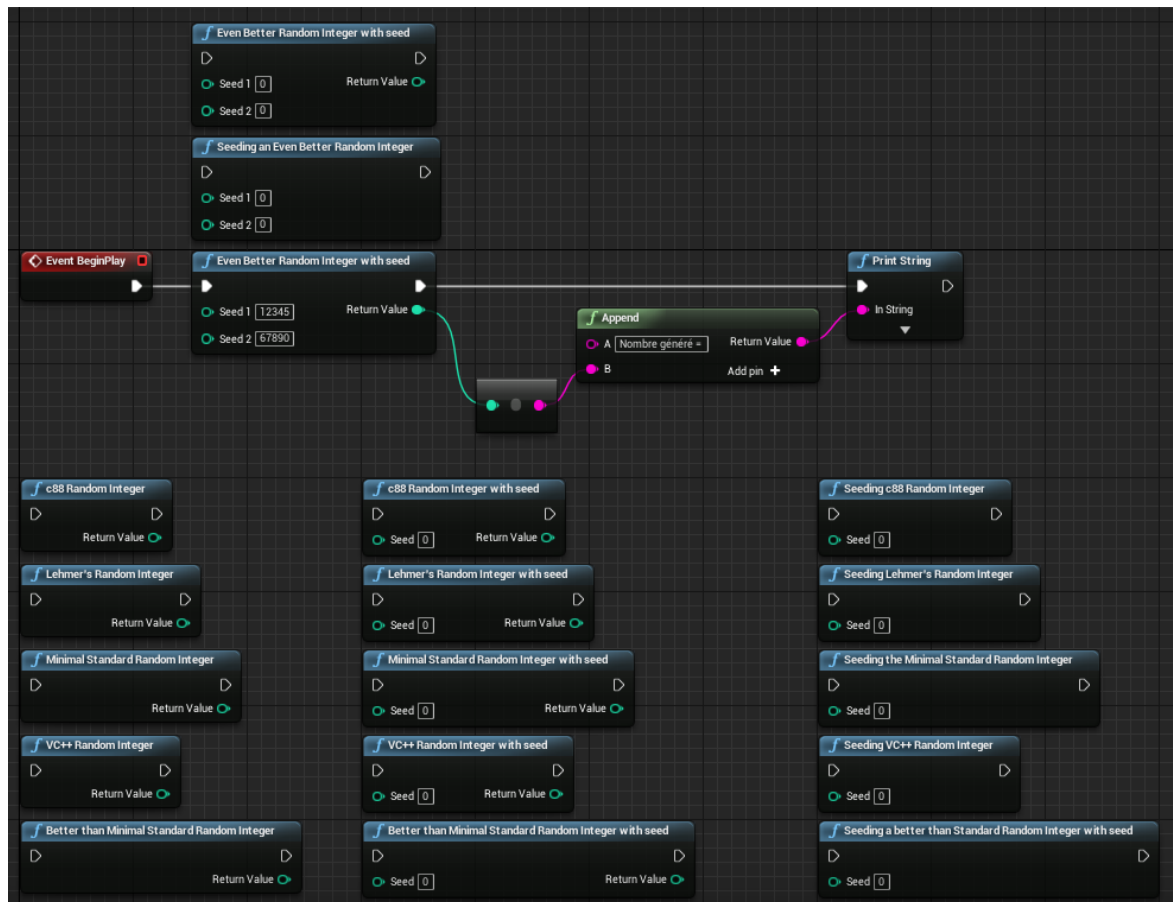 Even Better Random Integer with seed
Seed 1 0 Return Value
Seed 2 0
Seeding an Even Better Random Integer
Seed 1 0
Seed 2 0
Event BeginPlay Even Better Random Integer with seed Print String
Seed 1 12345 Return Value In String
Seed 2 67890
Append
A Nombre généré = Return Value
B Add pin
c88 Random Integer c88 Random Integer with seed Seeding c88 Random Integer
Return Value Seed 0 Return Value Seed 0
Lehmer's Random Integer Lehmer's Random Integer with seed Seeding Lehmer's Random Integer
Return Value Seed 0 Return Value Seed 0
Minimal Standard Random Integer Minimal Standard Random Integer with seed Seeding the Minimal Standard Random Integer
Return Value Seed 0 Return Value Seed 0
VC++ Random Integer VC++ Random Integer with seed Seeding VC++ Random Integer
Return Value Seed 0 Return Value Seed 0
Better than Minimal Standard Random Integer Better than Minimal Standard Random Integer with seed Seeding a better than Standard Random Integer with seed
Return Value Seed 0 Return Value Seed 0